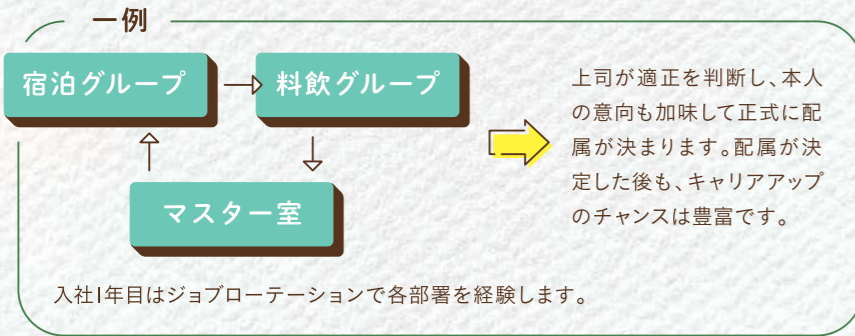 一例
宿泊グループ
料飲グループ
マスター室
上司が適正を判断し、本人
の意向も加味して正式に配
属が決まります。配属が決
定した後も、キャリアアップ
のチャンスは豊富です。
入社1年目はジョブローテーションで各部署を経験します。